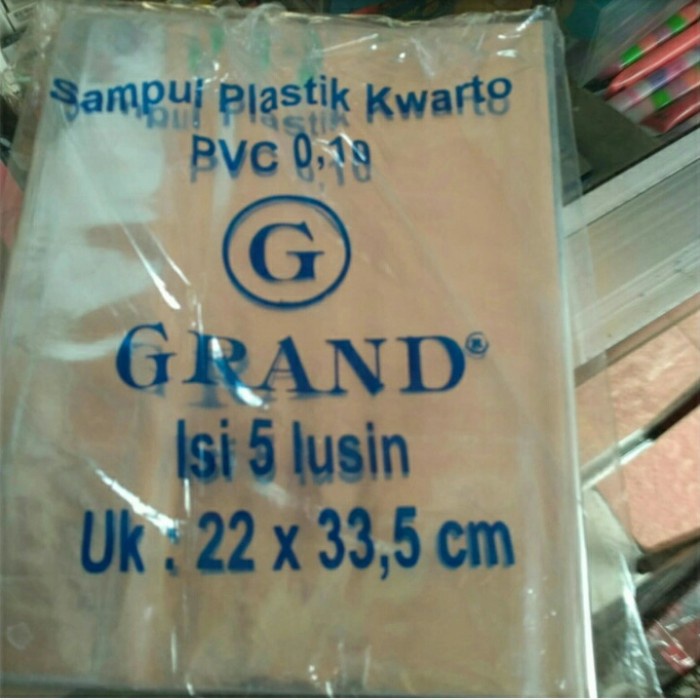 Sampul Plastik Kwarto
PVC 0,10
G
GRAND®
Isi 5 lusin
Uk : 22 x 33,5 cm